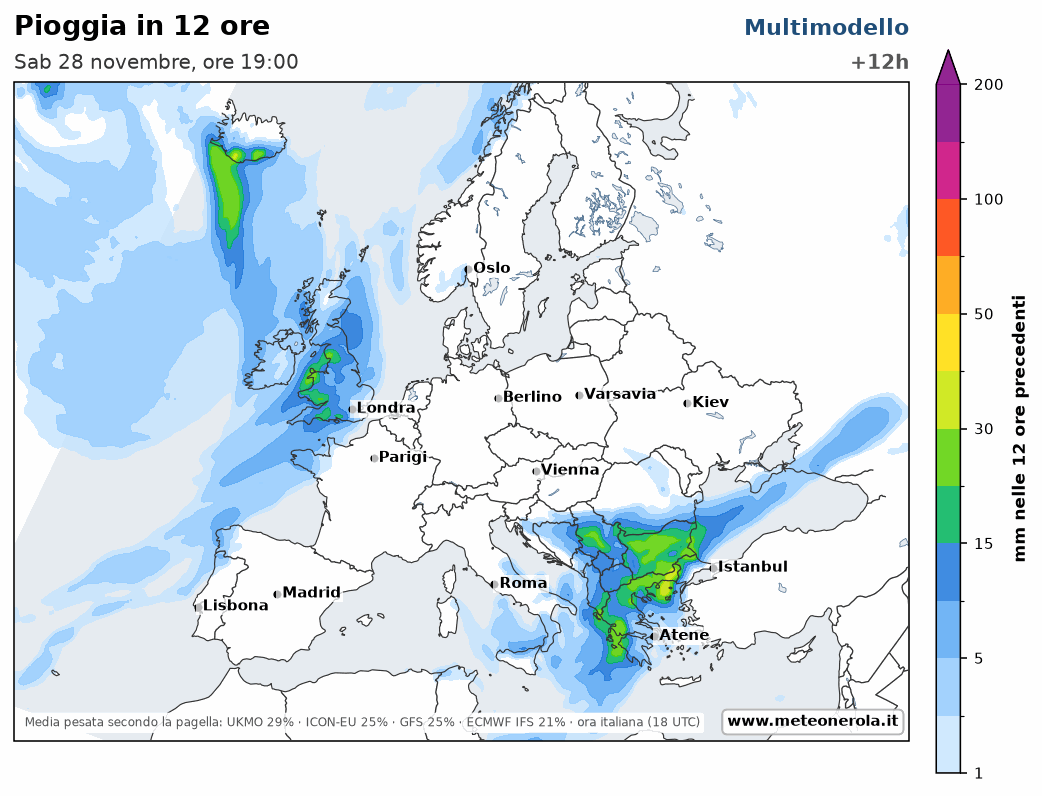 Pioggia in 12 ore
Multimodello
Sab 28 novembre, ore 19:00
+12h
200
100
50
30
15
5
1
mm nelle 12 ore precedenti
Oslo
Berlino
Varsavia
Kiev
Londra
Parigi
Vienna
Istanbul
Roma
Madrid
Lisbona
Atene
Media pesata secondo la pagella: UKMO 29% · ICON-EU 25% · GFS 25% · ECMWF IFS 21% · ora italiana (18 UTC)
www.meteonerola.it